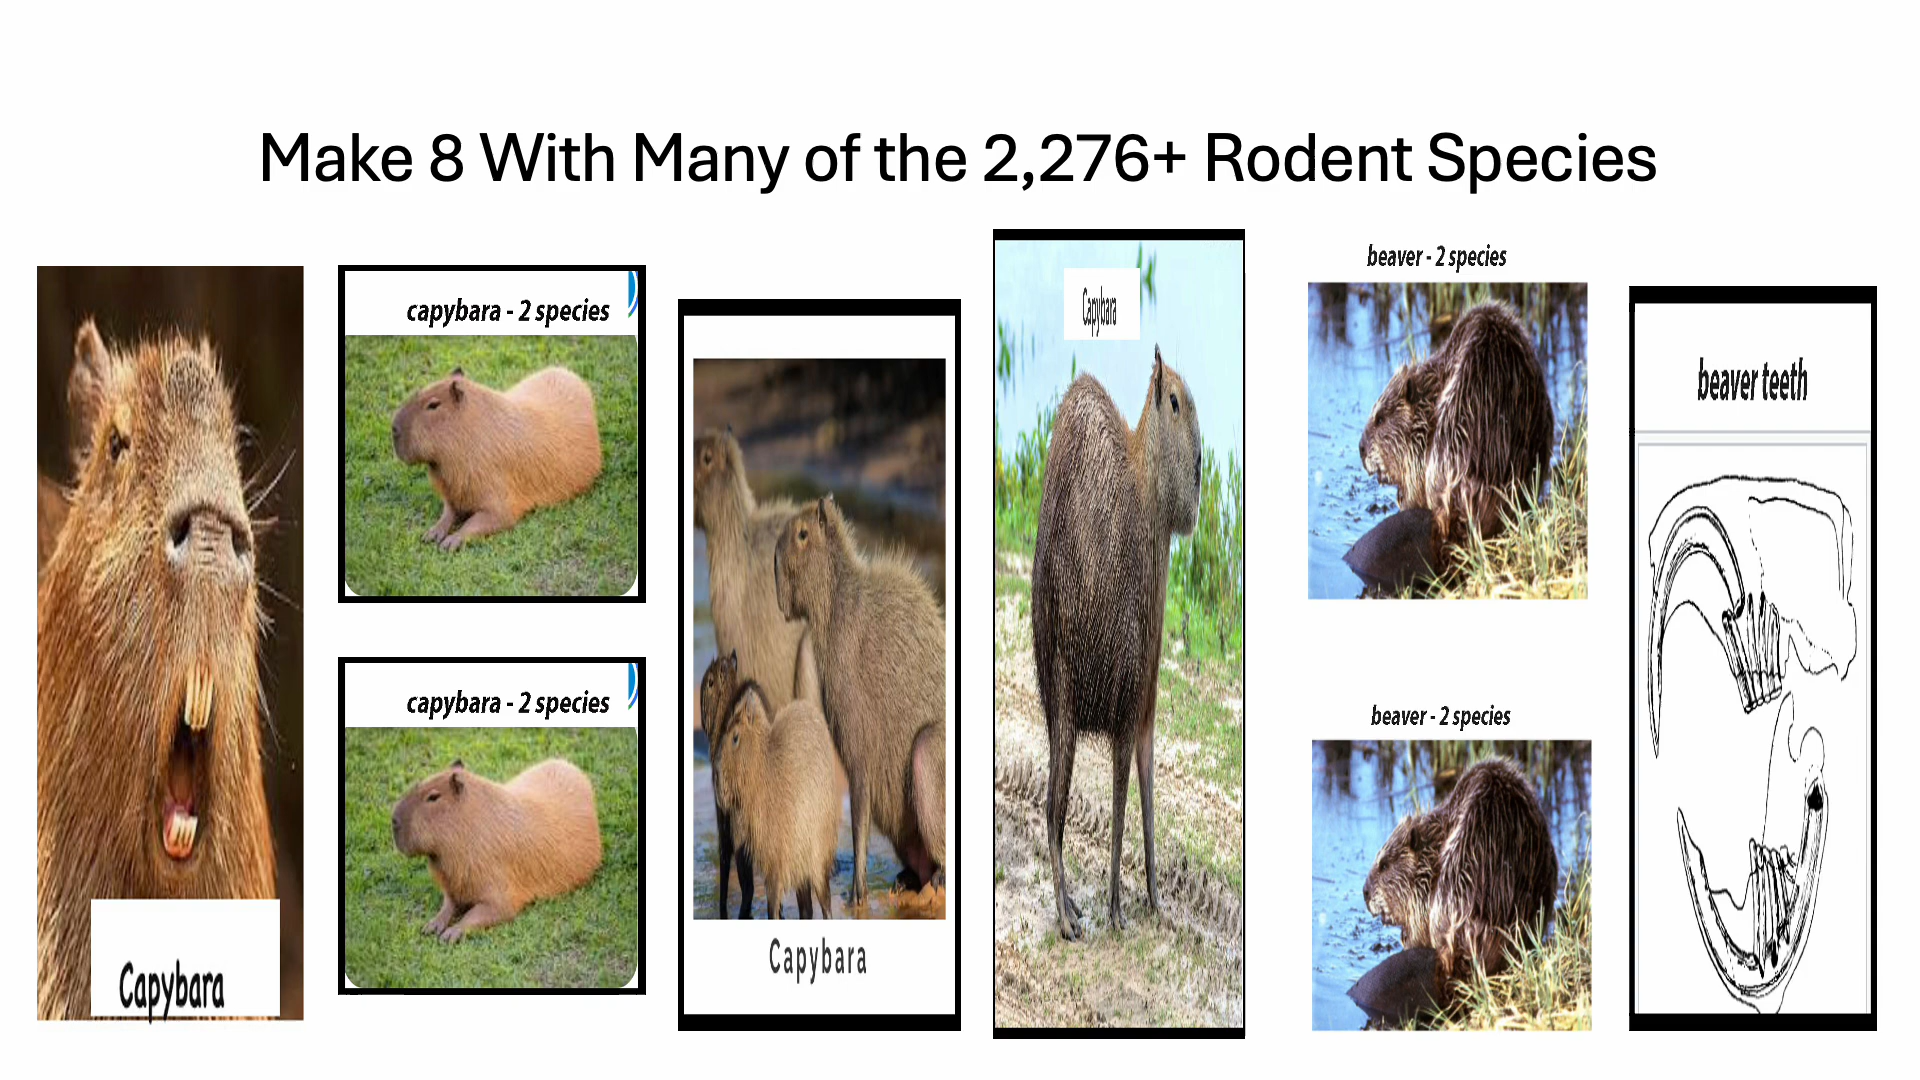 Make 8 With Many of the 2,276+ Rodent Species
Capybara
capybara - 2 species
capybara - 2 species
Capybara
Capybara
beaver - 2 species
beaver - 2 species
beaver teeth